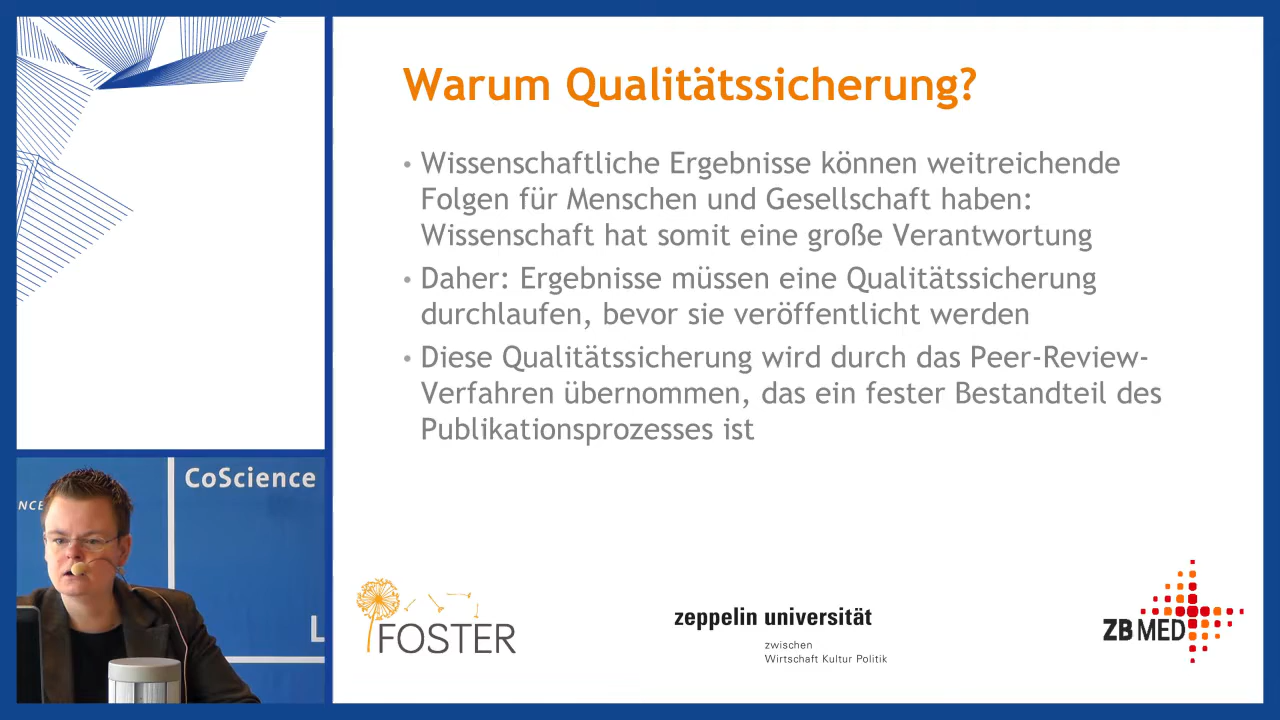 Warum Qualitätssicherung?
• Wissenschaftliche Ergebnisse können weitreichende
Folgen für Menschen und Gesellschaft haben:
Wissenschaft hat somit eine große Verantwortung
• Daher: Ergebnisse müssen eine Qualitätssicherung
durchlaufen, bevor sie veröffentlicht werden
• Diese Qualitätssicherung wird durch das Peer-Review-
Verfahren übernommen, das ein fester Bestandteil des
Publikationsprozesses ist
CoScience
NCE
L
FOSTER
zeppelin universität
zwischen
Wirtschaft Kultur Politik
ZB MED